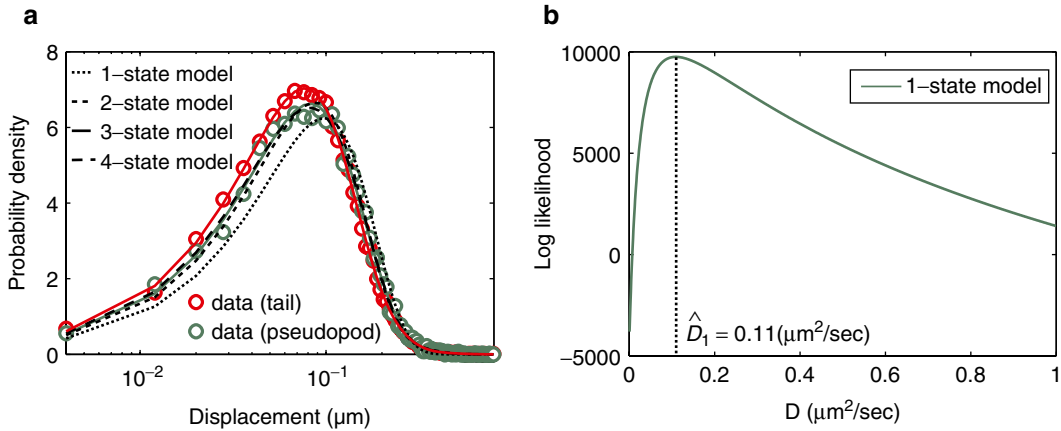 a
Probability density
8
6
4
2
0
10⁻²
10⁻¹
Displacement (µm)
1–state model
2–state model
3–state model
4–state model
data (tail)
data (pseudopod)
b
Log likelihood
10000
5000
0
−5000
0
0.2
0.4
0.6
0.8
1
D (µm²/sec)
1–state model
D̂₁ = 0.11(µm²/sec)